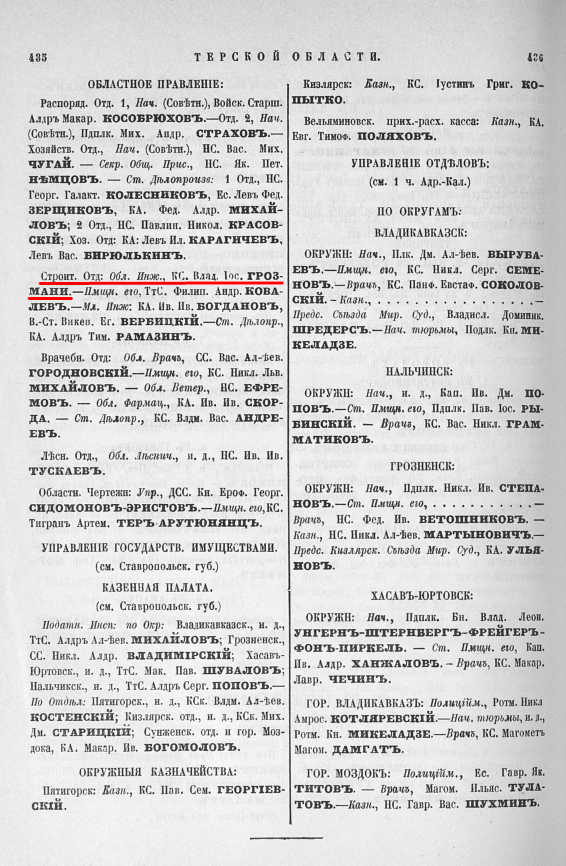 435
ТЕРСКОЙ ОБЛАСТИ.
436
ОБЛАСТНОЕ ПРАВЛЕНІЕ:
Распоряд. Отд. 1, Нач. (Совѣтн.), Войск. Старш.
Алдръ Макар. КОСОБРЮХОВЪ.—Отд. 2, Нач.
(Совѣтн.), Пдплк. Мих. Андр. СТРАХОВЪ.—
Хозяйств. Отд., Нач. (Совѣтн.), НС. Вас. Мих.
ЧУГАЙ. — Секр. Общ. Прис., НС. Як. Пет.
НѢМЦОВЪ. — Ст. Дѣлопроизв: 1 Отд., НС.
Георг. Галакт. КОЛЕСНИКОВЪ, Ес. Левъ Фед.
ЗЕРЩИКОВЪ, КА. Фед. Алдр. МИХАЙ-
ЛОВЪ; 2 Отд., НС. Павлин. Никол. КРАСОВ-
СКІЙ; Хоз. Отд: КА: Левъ Ил. КАРАГИЧЕВЪ,
Левъ Вас. БИРЮЛЬКИНЪ.
Строит. Отд: Обл. Инж., КС. Влад. Іос. ГРОЗ-
МАНИ.—Пмщн. его, ТтС. Филип. Андр. КОВА-
ЛЕВЪ.—Мл. Инж: КА. Ив. Ив. БОГДАНОВЪ,
В.-Ст. Викен. Ег. ВЕРБИЦКІЙ.—Ст. Дѣлопр.,
КА. Алдръ Тим. РАМАЗИНЪ.
Врачебн. Отд: Обл. Врачъ, СС. Вас. Ал-ѣев.
ГОРОДНОВСКІЙ.—Пмщн. его, КС. Никл. Льв.
МИХАЙЛОВЪ. — Обл. Ветер., НС. ЕФРЕ-
МОВЪ. — Обл. Фармац., КА. Ив. Ив. СКОР-
ДА. — Ст. Дѣлопр., КС. Влдм. Вас. АНДРЕ-
ЕВЪ.
Лѣсн. Отд., Обл. Лѣснич., и. д., НС. Ив. Ив.
ТУСКАЕВЪ.
Области. Чертежн: Упр., ДСС. Кн. Ероф. Георг.
СИДОМОНОВЪ-ЭРИСТОВЪ.—Пмщн. его, КС.
Тигранъ Артем. ТЕРЪ-АРУТЮНЯНЦЪ.
УПРАВЛЕНІЕ ГОСУДАРСТВ. ИМУЩЕСТВАМИ.
(см. Ставропольск. губ.)
КАЗЕННАЯ ПАЛАТА.
(см. Ставропольск. губ.)
Податн. Инсп: по Окр: Владикавказск., и. д.,
ТтС. Алдръ Ал-ѣев. МИХАЙЛОВЪ; Грозненск.,
СС. Никл. Алдр. ВЛАДИМІРСКІЙ; Хасавъ-
Юртовск., и. д., ТтС. Мак. Пав. ШУВАЛОВЪ;
Нальчикск., и. д., ТтС. Алдръ Серг. ПОПОВЪ.—
По Отдѣл: Пятигорск., и. д., КСк. Влдм. Ал-ѣев.
КОСТЕНСКІЙ; Кизлярск. отд., и. д., КСк. Мих.
Дм. СТАРИЦКІЙ; Сунженск. отд. и гор. Моз-
дока, КА. Макар. Ив. БОГОМОЛОВЪ.
ОКРУЖНЫЯ КАЗНАЧЕЙСТВА:
Пятигорск: Казн., КС. Пав. Сем. ГЕОРГІЕВ-
СКІЙ.
Кизлярск: Казн., КС. Іустинъ Григ. КО-
ПЫТКО.
Вельяминовск. прих.-расх. касса: Казн., КА.
Евг. Тимоф. ПОЛЯХОВЪ.
УПРАВЛЕНІЕ ОТДѢЛОВЪ:
(см. 1 ч. Адр.-Кал.)
ПО ОКРУГАМЪ:
ВЛАДИКАВКАЗСК:
ОКРУЖН: Нач., Плк. Дм. Ал-ѣев. ВЫРУБА-
ЕВЪ.—Пмщн. его, КС. Никл. Серг. СЕМЕ-
НОВЪ.—Врачъ, КС. Панф. Евстаф. СОКОЛОВ-
СКІЙ. - Казн., . . . . . . . . . . . . . . . .
Предс. Съѣзда Мир. Суд., Владисл. Доминик.
ШРЕДЕРСЪ.—Нач. тюрьмы, Подлк. Кн. МИ-
КЕЛАДЗЕ.
НАЛЬЧИНСК:
ОКРУЖН: Нач., и. д., Кап. Ив. Дм. ПО-
ПОВЪ.—Ст. Пмщн. его, Пдплк. Пав. Іос. РЫ-
БИНСКІЙ. — Врачъ, КС. Вас. Никл. ГРАМ-
МАТИКОВЪ.
ГРОЗНЕНСК:
ОКРУЖН: Нач., Пдплк. Никл. Ив. СТЕПА-
НОВЪ.—Ст. Пмщн. его, . . . . . . . . . .
Врачъ, НС. Фед. Ив. ВЕТОШНИКОВЪ. —
Казн., НС. Никл. Ал-ѣев. МАРТЫНОВИЧЪ.—
Предс. Кизлярск. Съѣзда Мир. Суд., КА. УЛЬЯ-
НОВЪ.
ХАСАВЪ-ЮРТОВСК:
ОКРУЖН: Нач., Пдплк. Бн. Влад. Леон.
УНГЕРНЪ-ШТЕРНБЕРГЪ-ФРЕЙГЕРЪ-
ФОНЪ-ПИРКЕЛЬ. — Ст. Пмщн. его, Кап.
Ив. Алдр. ХАНЖАЛОВЪ. - Врачъ, КС. Макар.
Лавр. ЧЕЧИНЪ.
ГОР. ВЛАДИКАВКАЗЪ: Полиційм., Ротм. Никл
Амрос. КОТЛЯРЕВСКІЙ.—Нач. тюрьмы, и. д.,
Ротм. Кн. МИКЕЛАДЗЕ.—Врачъ, КС. Магометъ
Магом. ДАМГАТЪ.
ГОР. МОЗДОКЪ: Полиційм., Ес. Гавр. Як.
ТИТОВЪ. — Врачъ, Магом. Ильяс. ТУЛА-
ТОВЪ.—Казн., НС. Гавр. Вас. ШУХМИНЪ.